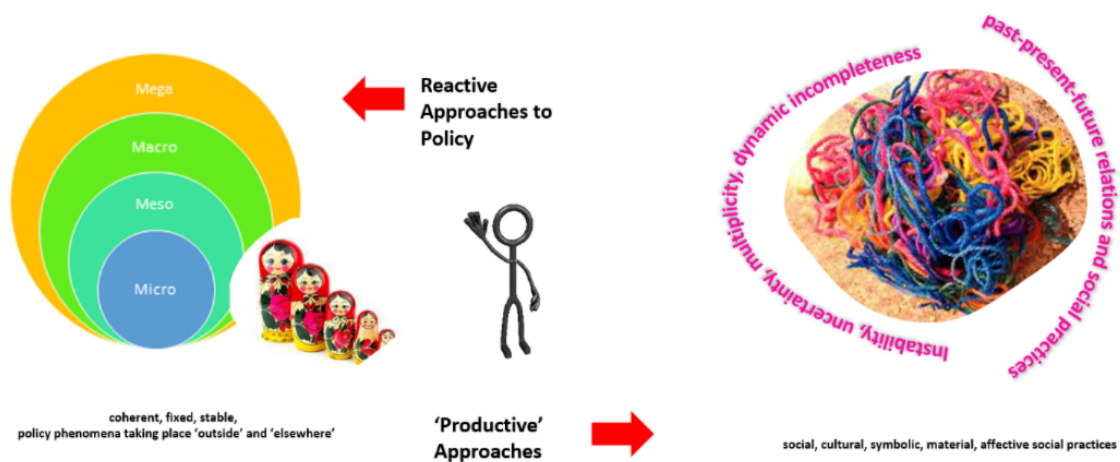 Mega
Macro
Meso
Micro
coherent, fixed, stable,
policy phenomena taking place ‘outside’ and ‘elsewhere’
Reactive
Approaches to
Policy
‘Productive’
Approaches
Instability, uncertainty, multiplicity, dynamic incompleteness
past-present-future relations and social practices
social, cultural, symbolic, material, affective social practices